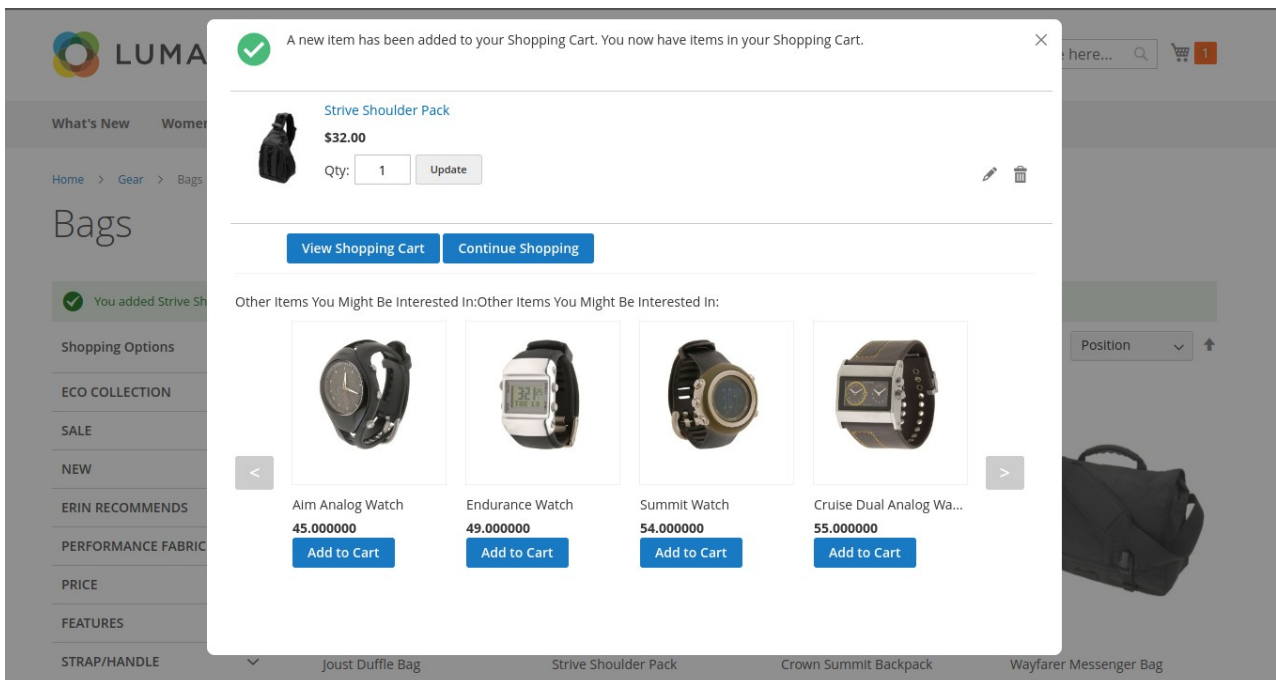 LUMA
here...
1
What's New Women
Home > Gear > Bags
Bags
You added Strive Sh
Shopping Options
Position
ECO COLLECTION
SALE
NEW
ERIN RECOMMENDS
PERFORMANCE FABRIC
PRICE
FEATURES
STRAP/HANDLE
A new item has been added to your Shopping Cart. You now have items in your Shopping Cart.
Strive Shoulder Pack
$32.00
Qty: 1 Update
View Shopping Cart Continue Shopping
Other Items You Might Be Interested In:Other Items You Might Be Interested In:
< >
Aim Analog Watch Endurance Watch Summit Watch Cruise Dual Analog Wa...
45.000000 49.000000 54.000000 55.000000
Add to Cart Add to Cart Add to Cart Add to Cart
Joust Duffle Bag Strive Shoulder Pack Crown Summit Backpack Wayfarer Messenger Bag